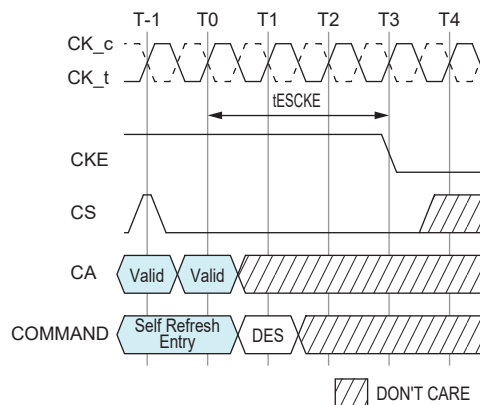 T-1 T0 T1 T2 T3 T4
CK_c
CK_t
tESCKE
CKE
CS
CA Valid Valid
COMMAND Self Refresh Entry DES
DON'T CARE